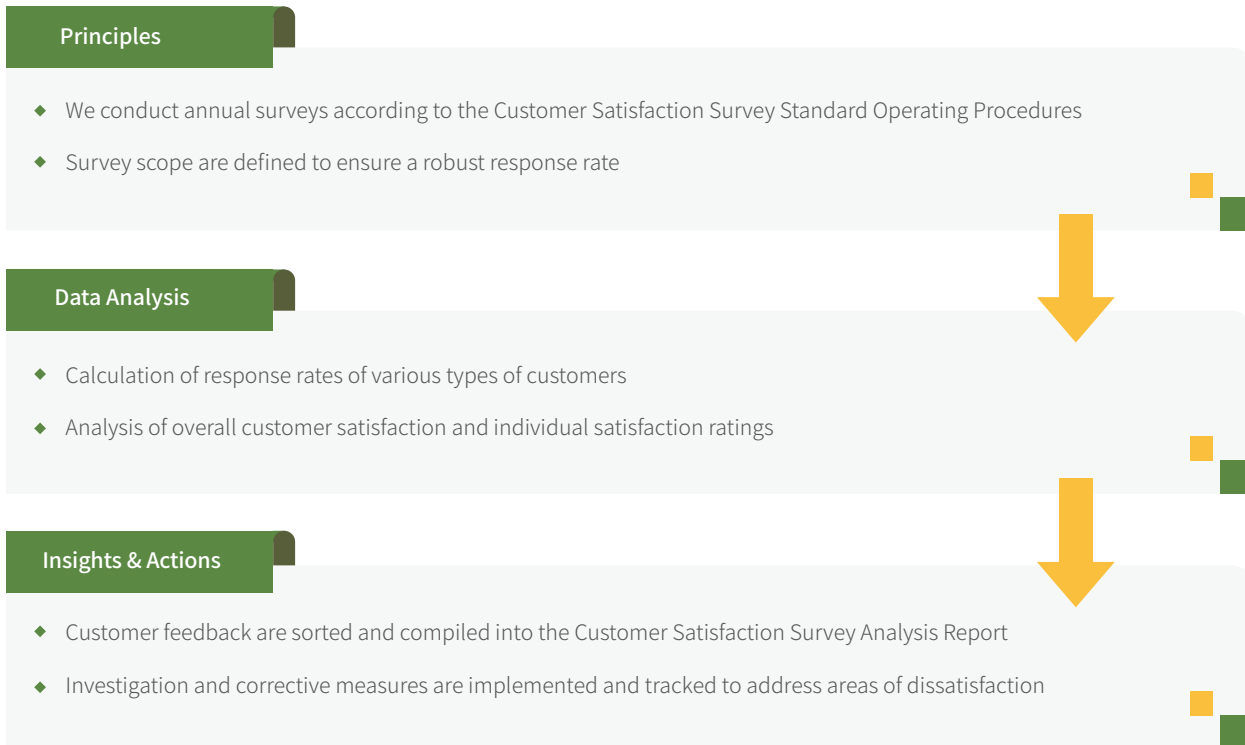 Principles
We conduct annual surveys according to the Customer Satisfaction Survey Standard Operating Procedures
Survey scope are defined to ensure a robust response rate
Data Analysis
Calculation of response rates of various types of customers
Analysis of overall customer satisfaction and individual satisfaction ratings
Insights & Actions
Customer feedback are sorted and compiled into the Customer Satisfaction Survey Analysis Report
Investigation and corrective measures are implemented and tracked to address areas of dissatisfaction